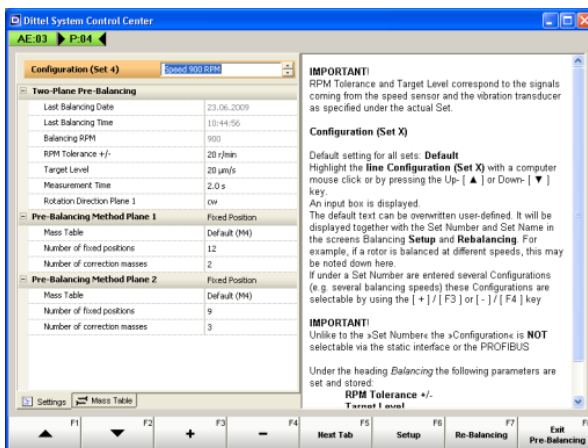 Dittel System Control Center
AE:03 P:04
Configuration (Set 4) Speed 900 RPM
Two-Plane Pre-Balancing
Last Balancing Date 23.06.2009
Last Balancing Time 10:44:56
Balancing RPM 900
RPM Tolerance +/- 20 r/min
Target Level 20 µm/s
Measurement Time 2.0 s
Rotation Direction Plane 1 cw
Pre-Balancing Method Plane 1 Fixed Position
Mass Table Default (M4)
Number of fixed positions 12
Number of correction masses 2
Pre-Balancing Method Plane 2 Fixed Position
Mass Table Default (M4)
Number of fixed positions 9
Number of correction masses 3
Settings Mass Table
IMPORTANT!
RPM Tolerance and Target Level correspond to the signals
coming from the speed sensor and the vibration transducer
as specified under the actual Set.
Configuration (Set X)
Default setting for all sets: Default
Highlight the line Configuration (Set X) with a computer
mouse click or by pressing the Up- [ ▲ ] or Down- [ ▼ ]
key.
An input box is displayed.
The default text can be overwritten user-defined. It will be
displayed together with the Set Number and Set Name in
the screens Balancing Setup and Rebalancing. For
example, if a rotor is balanced at different speeds, this may
be noted down here.
If under a Set Number are entered several Configurations
(e.g. several balancing speeds) these Configurations are
selectable by using the [ + ] / [ F3 ] or [ - ] / [ F4 ] key
IMPORTANT!
Unlike to the »Set Number« the »Configuration« is NOT
selectable via the static interface or the PROFIBUS
Under the heading Balancing the following parameters are
set and stored:
RPM Tolerance +/-
Target Level
F1 F2 F3 F4 F5 F6 F7 F8
+ - Next Tab Setup Re-Balancing Exit
Pre-Balancing